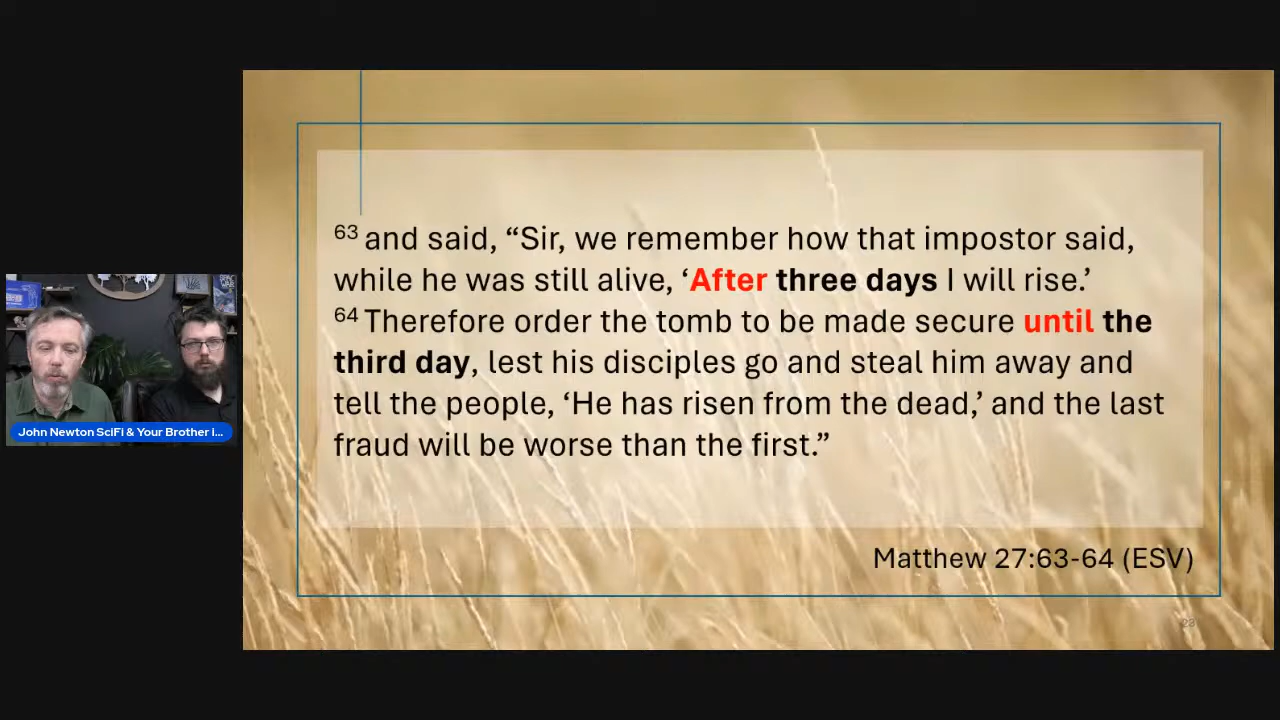 63 and said, “Sir, we remember how that impostor said,
while he was still alive, ‘After three days I will rise.’
64 Therefore order the tomb to be made secure until the
third day, lest his disciples go and steal him away and
tell the people, ‘He has risen from the dead,’ and the last
fraud will be worse than the first.”
Matthew 27:63-64 (ESV)
23
John Newton SciFi & Your Brother i...